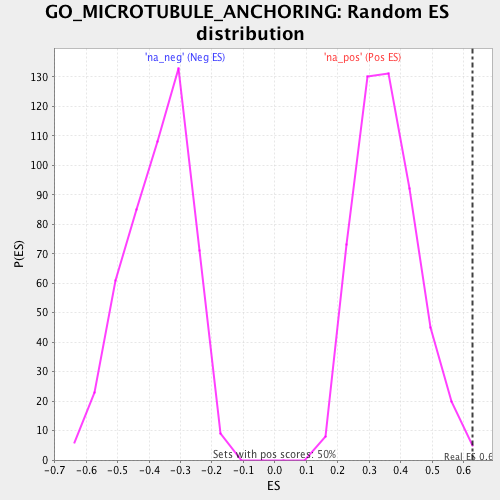 GO_MICROTUBULE_ANCHORING: Random ES
distribution
'na_neg' (Neg ES) 'na_pos' (Pos ES)
130
120
110
100
90
80
70
60
50
40
30
20
10
0
P(ES)
Sets with pos scores: 50%
Real ES 0.6
-0.7 -0.6 -0.5 -0.4 -0.3 -0.2 -0.1 0.0 0.1 0.2 0.3 0.4 0.5 0.6
ES